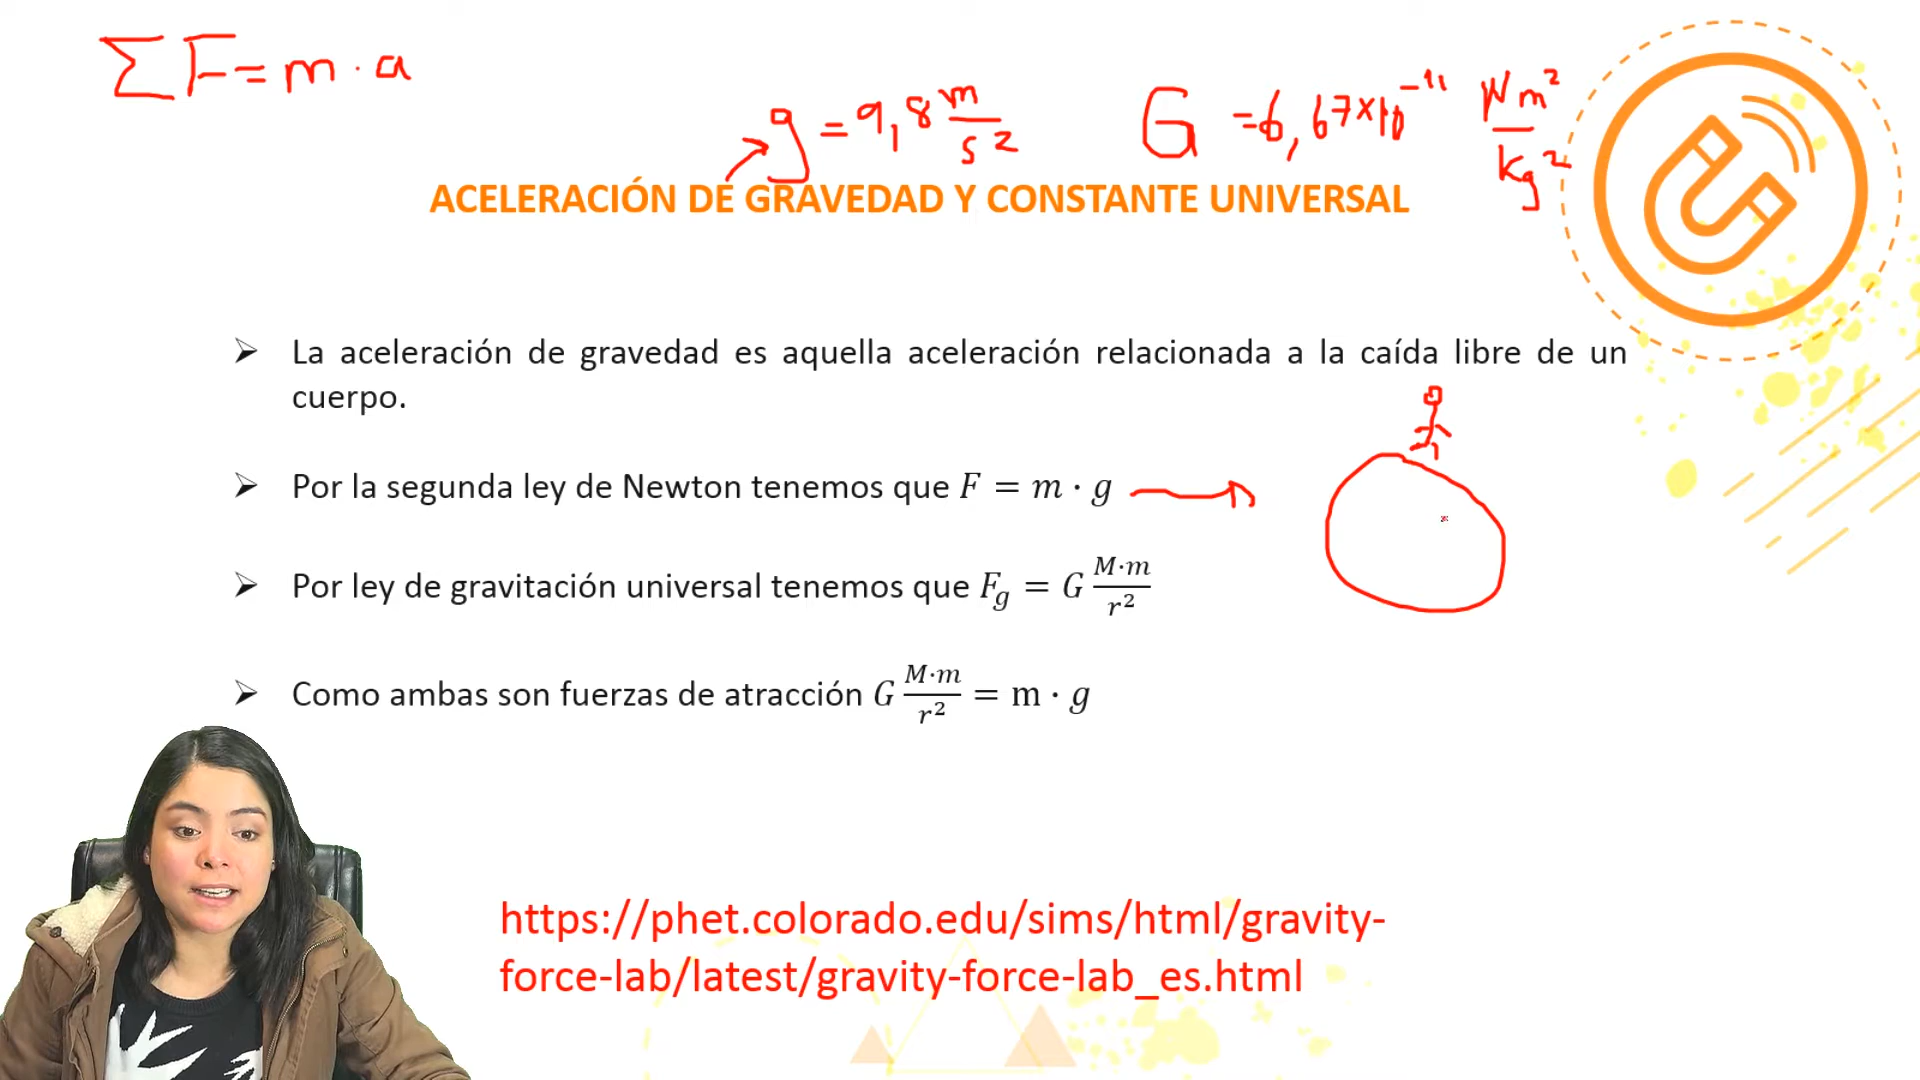 ΣF = m · a
g = 9,8 m/s²
G = 6,67×10⁻¹¹ Nm²/kg²
ACELERACIÓN DE GRAVEDAD Y CONSTANTE UNIVERSAL
➤ La aceleración de gravedad es aquella aceleración relacionada a la caída libre de un
cuerpo.
➤ Por la segunda ley de Newton tenemos que F = m · g
➤ Por ley de gravitación universal tenemos que F_g = G M·m/r²
➤ Como ambas son fuerzas de atracción G M·m/r² = m · g
https://phet.colorado.edu/sims/html/gravity-
force-lab/latest/gravity-force-lab_es.html